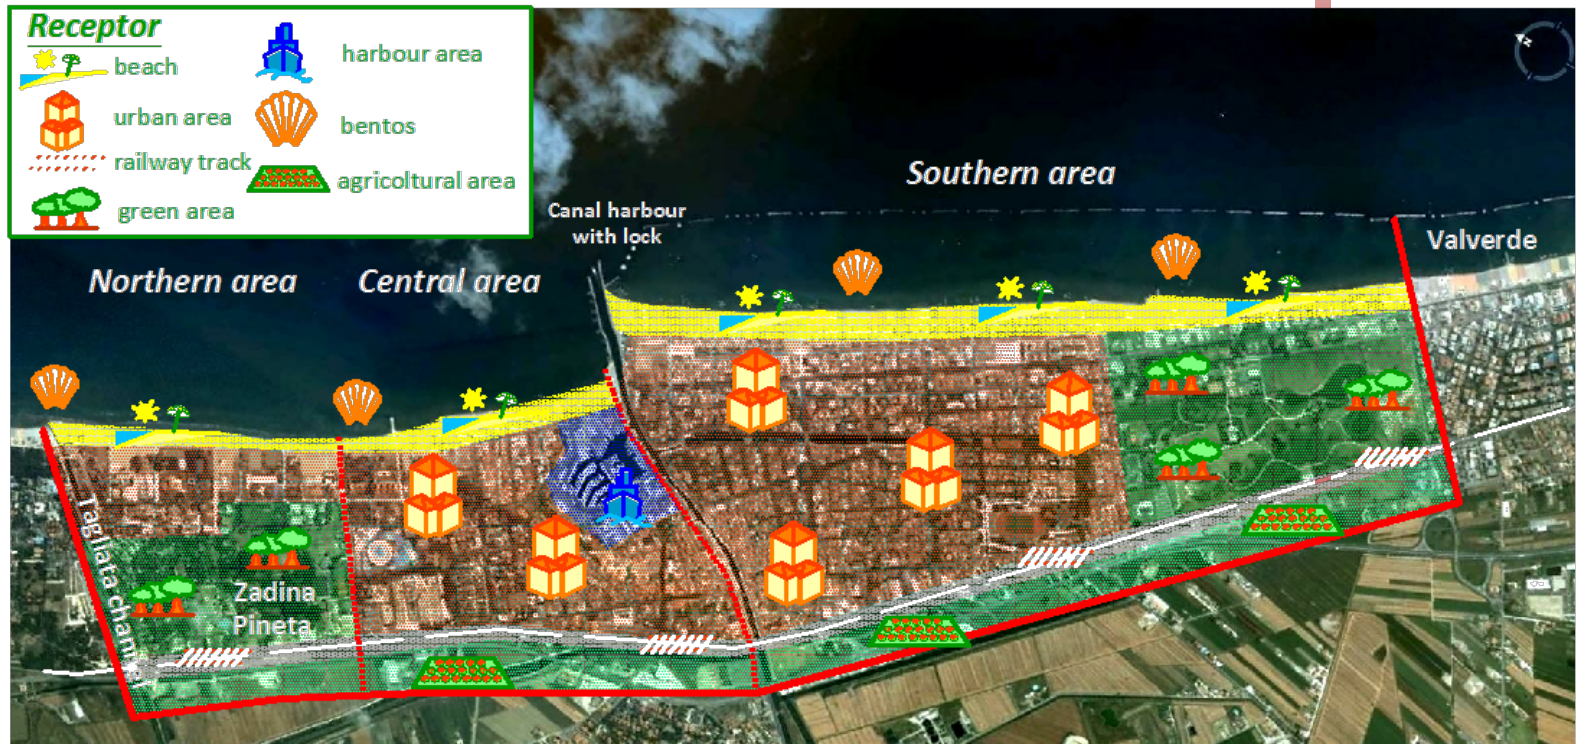 Receptor
beach
harbour area
urban area
bentos
railway track
agricoltural area
green area
Southern area
Canal harbour
with lock
Valverde
Northern area
Central area
Tagliata channel
Zadina
Pineta
N